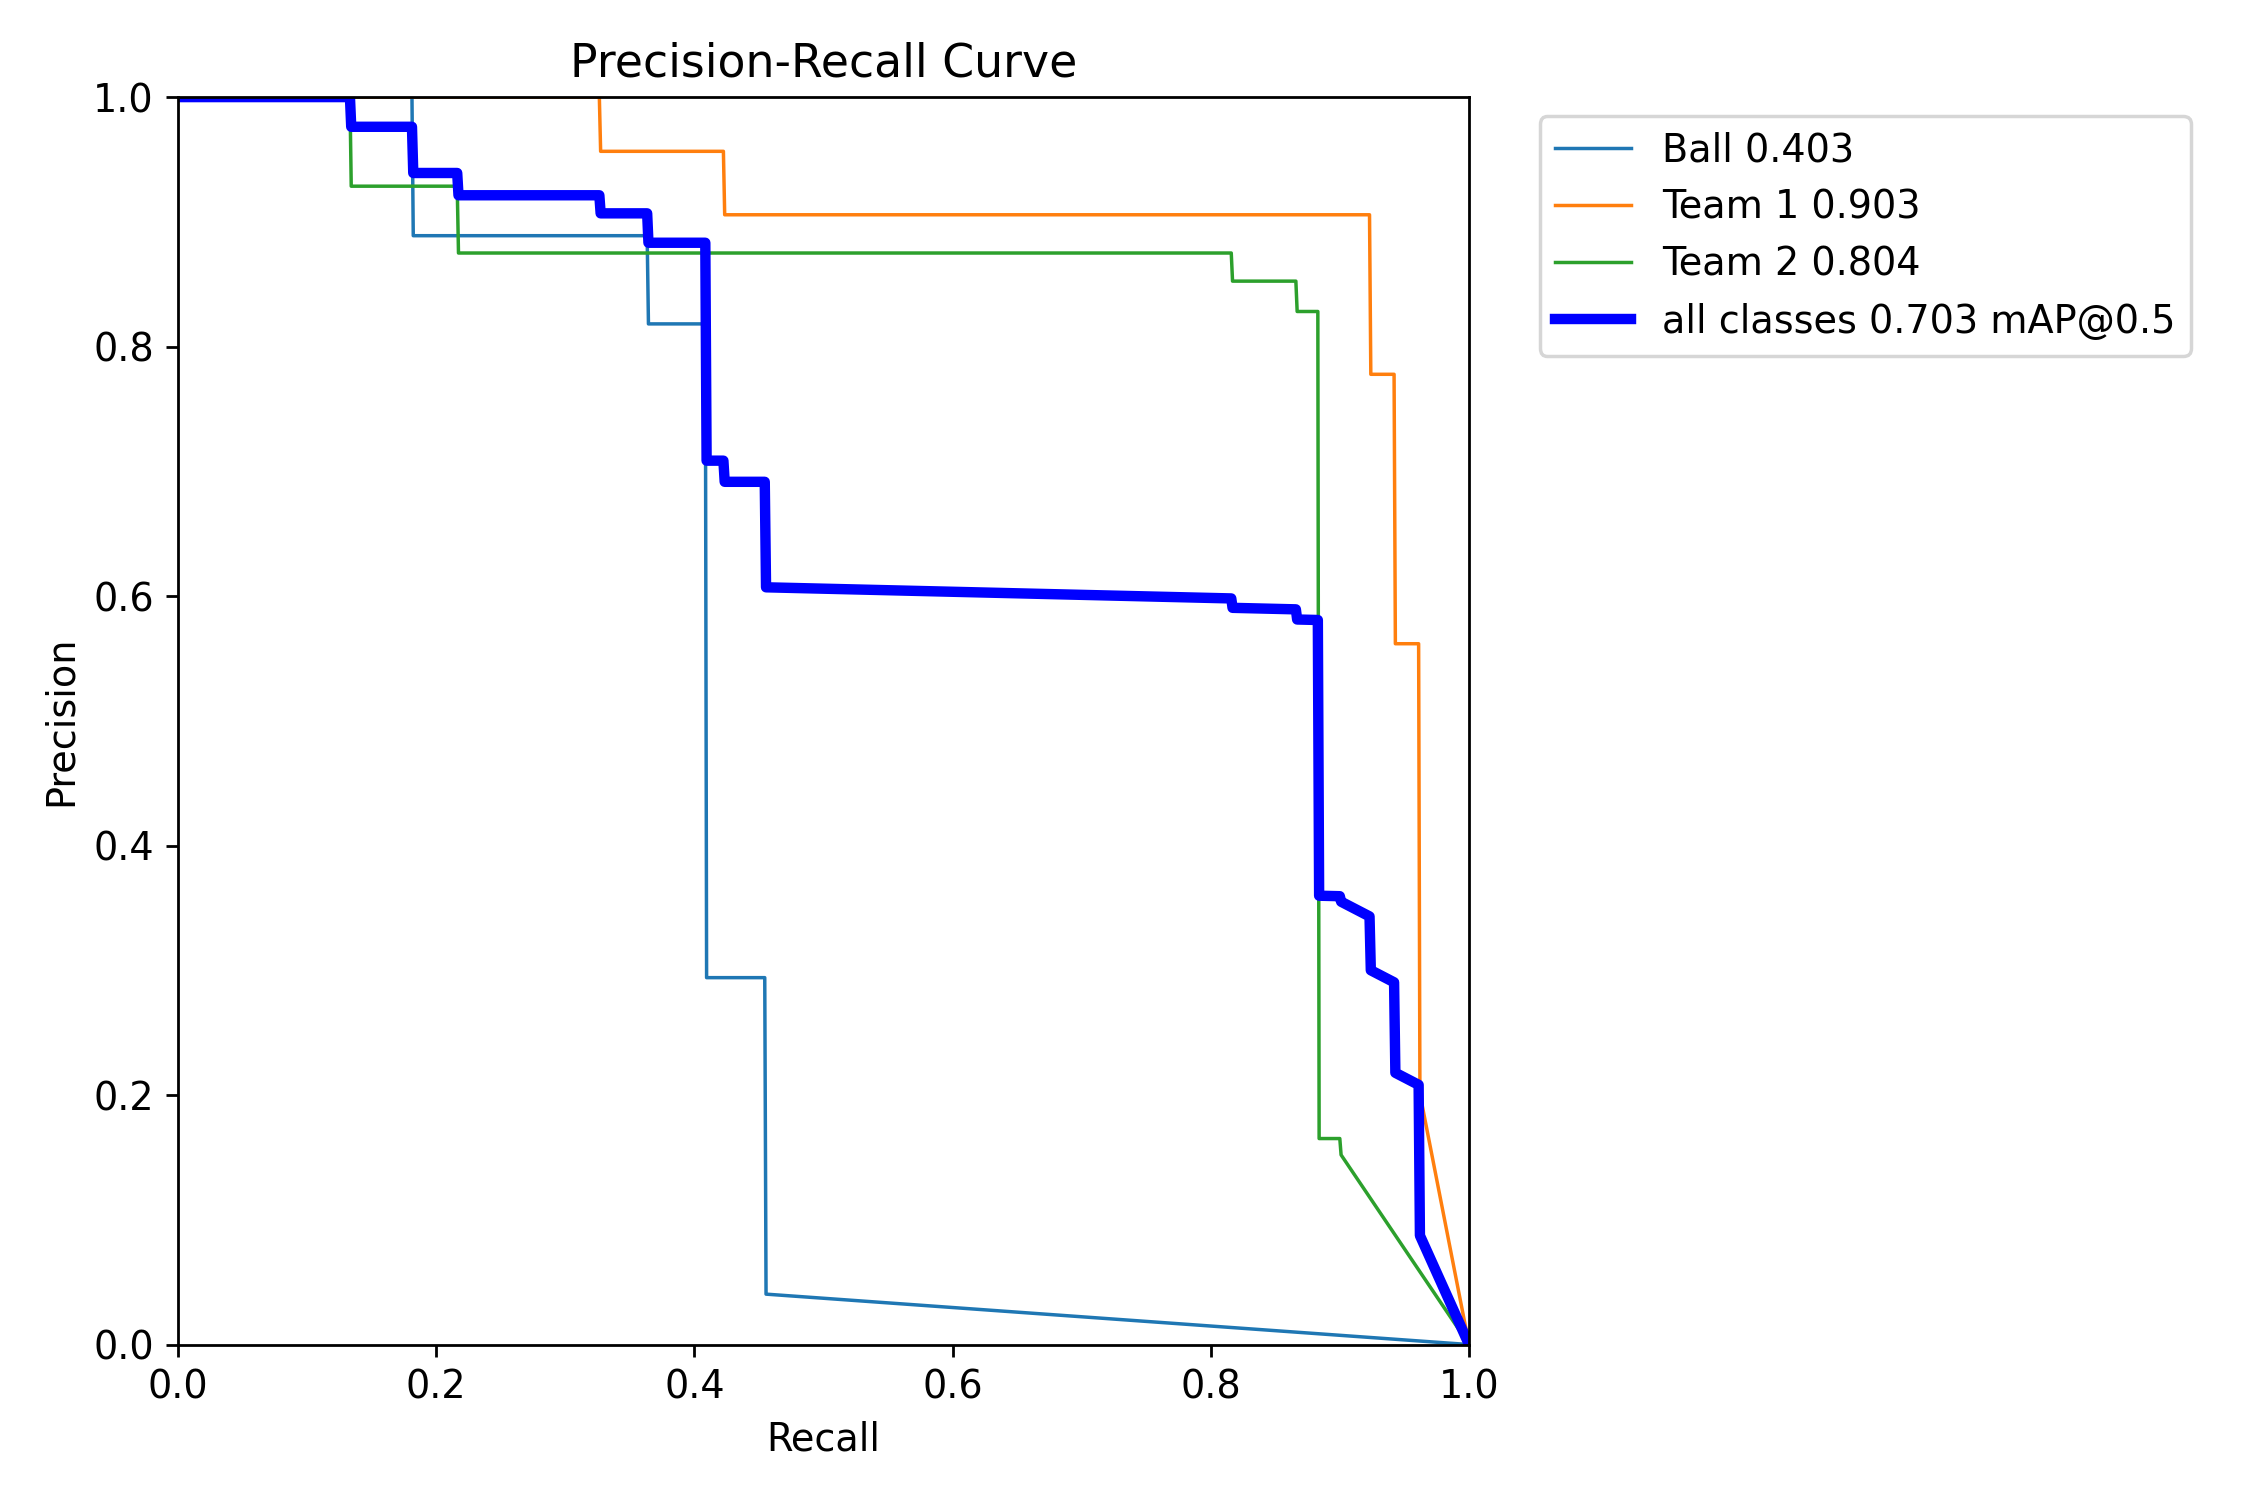 Precision-Recall Curve
1.0
0.8
0.6
0.4
0.2
0.0
Precision
0.0 0.2 0.4 0.6 0.8 1.0
Recall
Ball 0.403
Team 1 0.903
Team 2 0.804
all classes 0.703 mAP@0.5